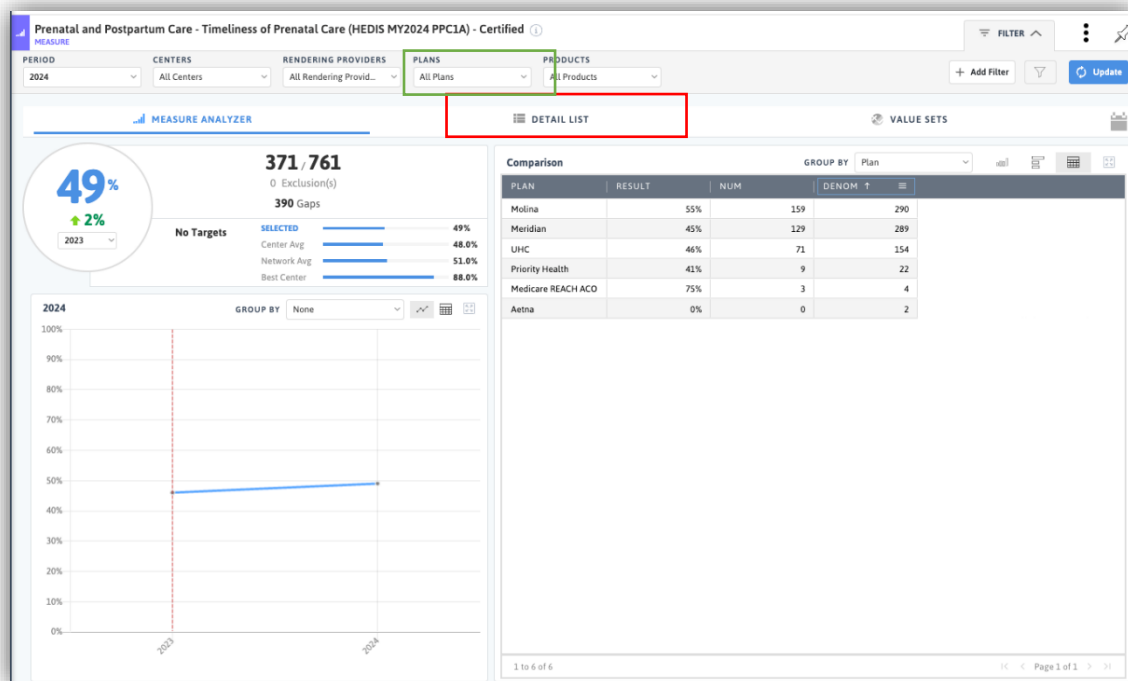 Prenatal and Postpartum Care - Timeliness of Prenatal Care (HEDIS MY2024 PPC1A) - Certified
MEASURE
FILTER
PERIOD
CENTERS
RENDERING PROVIDERS
PLANS
PRODUCTS
2024
All Centers
All Rendering Provid...
All Plans
All Products
+ Add Filter
Update
MEASURE ANALYZER
DETAIL LIST
VALUE SETS
49%
2%
2023
371 / 761
0 Exclusion(s)
390 Gaps
No Targets
SELECTED 49%
Center Avg 48.0%
Network Avg 51.0%
Best Center 88.0%
2024
GROUP BY None
100%
90%
80%
70%
60%
50%
40%
30%
20%
10%
0%
2023
2024
Comparison
GROUP BY Plan
PLAN RESULT NUM DENOM ↑
Molina 55% 159 290
Meridian 45% 129 289
UHC 46% 71 154
Priority Health 41% 9 22
Medicare REACH ACO 75% 3 4
Aetna 0% 0 2
1 to 6 of 6
Page 1 of 1